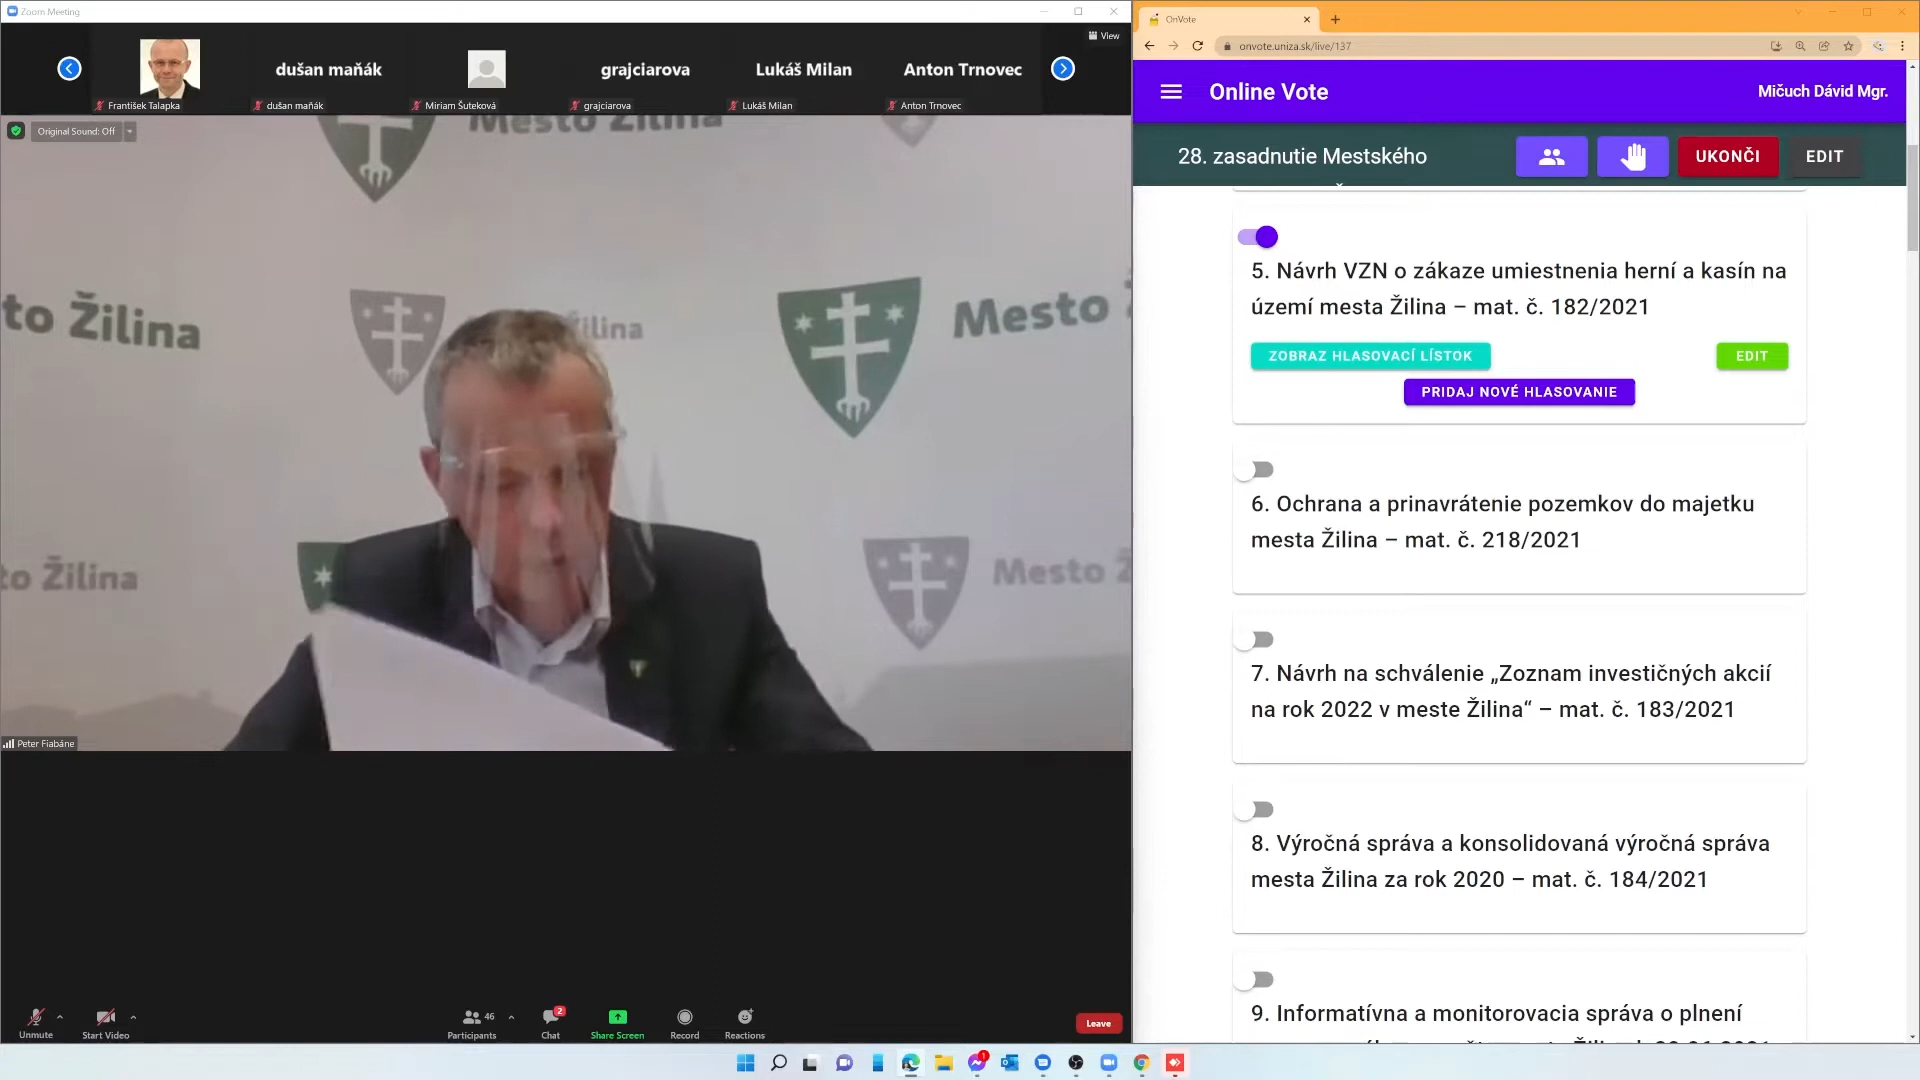 Zoom Meeting
View
dušan maňák
grajciarova
Lukáš Milan
Anton Trnovec
František Talapka
dušan maňák
Miriam Šuteková
grajciarova
Lukáš Milan
Anton Trnovec
Original Sound: Off
Mesto Žilina
to Žilina
ilina
Mesto Ž
to Žilina
Mesto Ž
Peter Fiabáne
Unmute
Start Video
46
Participants
2
Chat
Share Screen
Record
Reactions
Leave
OnVote
onvote.uniza.sk/live/137
Online Vote
Mičuch Dávid Mgr.
28. zasadnutie Mestského
UKONČI
EDIT
5. Návrh VZN o zákaze umiestnenia herní a kasín na
území mesta Žilina – mat. č. 182/2021
ZOBRAZ HLASOVACÍ LÍSTOK
EDIT
PRIDAJ NOVÉ HLASOVANIE
6. Ochrana a prinavrátenie pozemkov do majetku
mesta Žilina – mat. č. 218/2021
7. Návrh na schválenie „Zoznam investičných akcií
na rok 2022 v meste Žilina“ – mat. č. 183/2021
8. Výročná správa a konsolidovaná výročná správa
mesta Žilina za rok 2020 – mat. č. 184/2021
9. Informatívna a monitorovacia správa o plnení
1